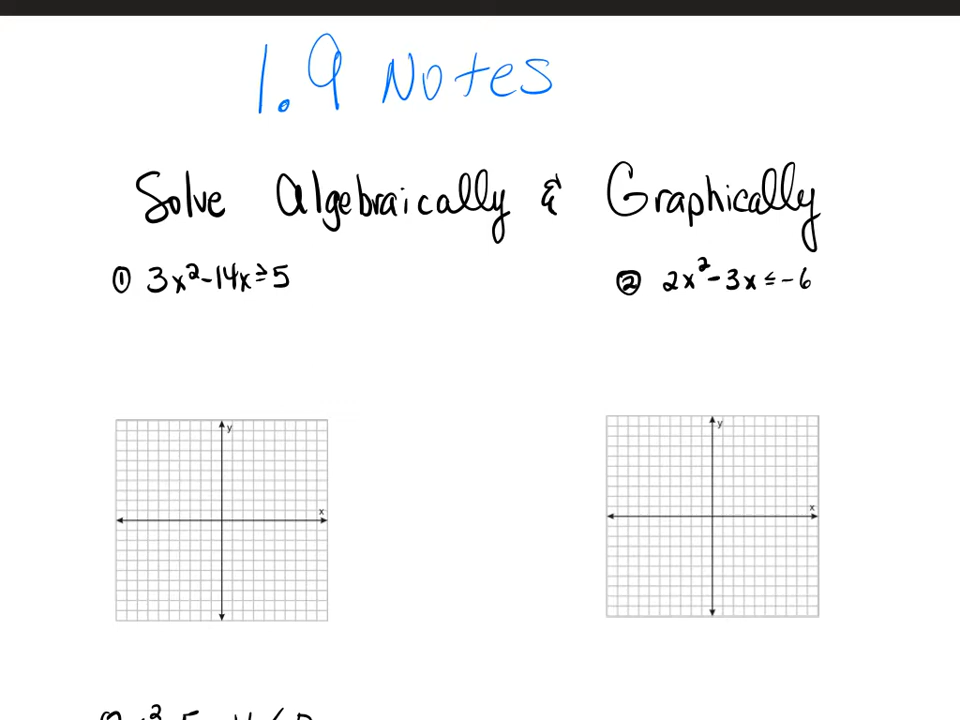 1.9 Notes
Solve Algebraically & Graphically
① 3x²-14x≥5
② 2x²-3x≤-6
y
x
y
x